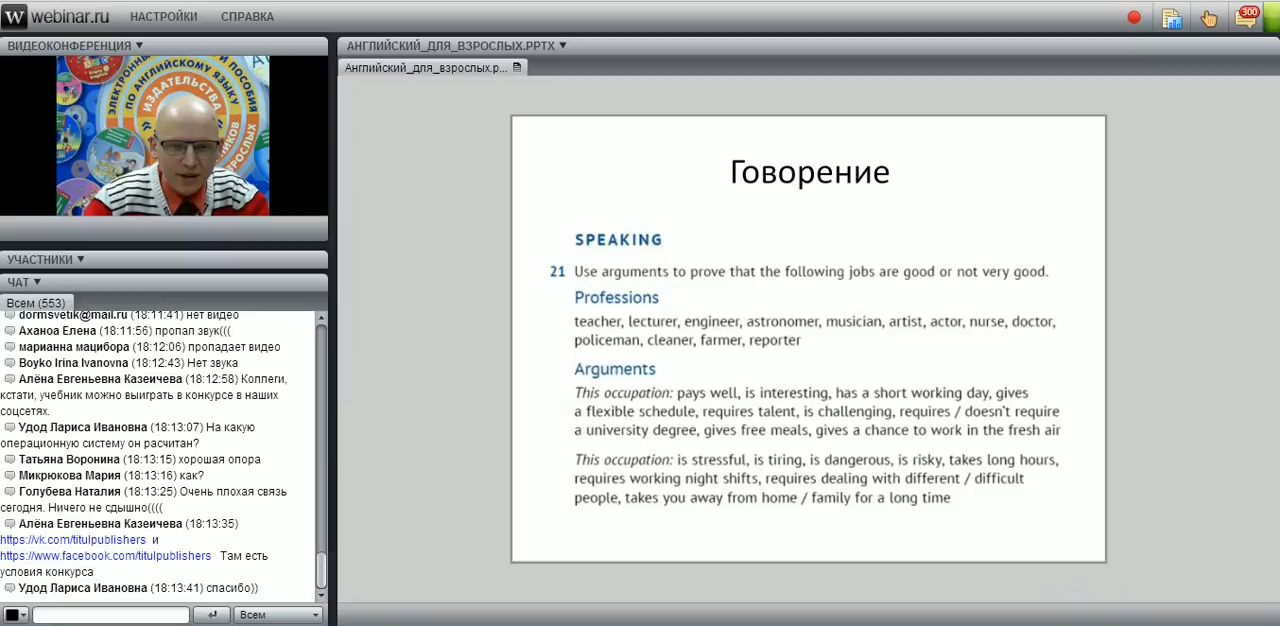 W webinar.ru НАСТРОЙКИ СПРАВКА
300
ВИДЕОКОНФЕРЕНЦИЯ
ЭЛЕКТРОННЫЕ ПОСОБИЯ
ПО АНГЛИЙСКОМУ ЯЗЫКУ
ИЗДАТЕЛЬСТВА
УЧАСТНИКИ
ЧАТ
Всем (553)
dormsvetik@mail.ru (18:11:41) нет видео
Аханоа Елена (18:11:56) пропал звук(((
марианна мацибора (18:12:06) пропадает видео
Boyko Irina Ivanovna (18:12:43) Нет звука
Алёна Евгеньевна Казеичева (18:12:58) Коллеги,
кстати, учебник можно выиграть в конкурсе в наших
соцсетях.
Удод Лариса Ивановна (18:13:07) На какую
операционную систему он расчитан?
Татьяна Воронина (18:13:15) хорошая опора
Микрюкова Мария (18:13:16) как?
Голубева Наталия (18:13:25) Очень плохая связь
сегодня. Ничего не сдышно((((
Алёна Евгеньевна Казеичева (18:13:35)
https://vk.com/titulpublishers и
https://www.facebook.com/titulpublishers Там есть
условия конкурса
Удод Лариса Ивановна (18:13:41) спасибо))
Всем
АНГЛИЙСКИЙ_ДЛЯ_ВЗРОСЛЫХ.PPTX
Английский_для_взрослых.p...
Говорение
SPEAKING
21 Use arguments to prove that the following jobs are good or not very good.
Professions
teacher, lecturer, engineer, astronomer, musician, artist, actor, nurse, doctor,
policeman, cleaner, farmer, reporter
Arguments
This occupation: pays well, is interesting, has a short working day, gives
a flexible schedule, requires talent, is challenging, requires / doesn't require
a university degree, gives free meals, gives a chance to work in the fresh air
This occupation: is stressful, is tiring, is dangerous, is risky, takes long hours,
requires working night shifts, requires dealing with different / difficult
people, takes you away from home / family for a long time